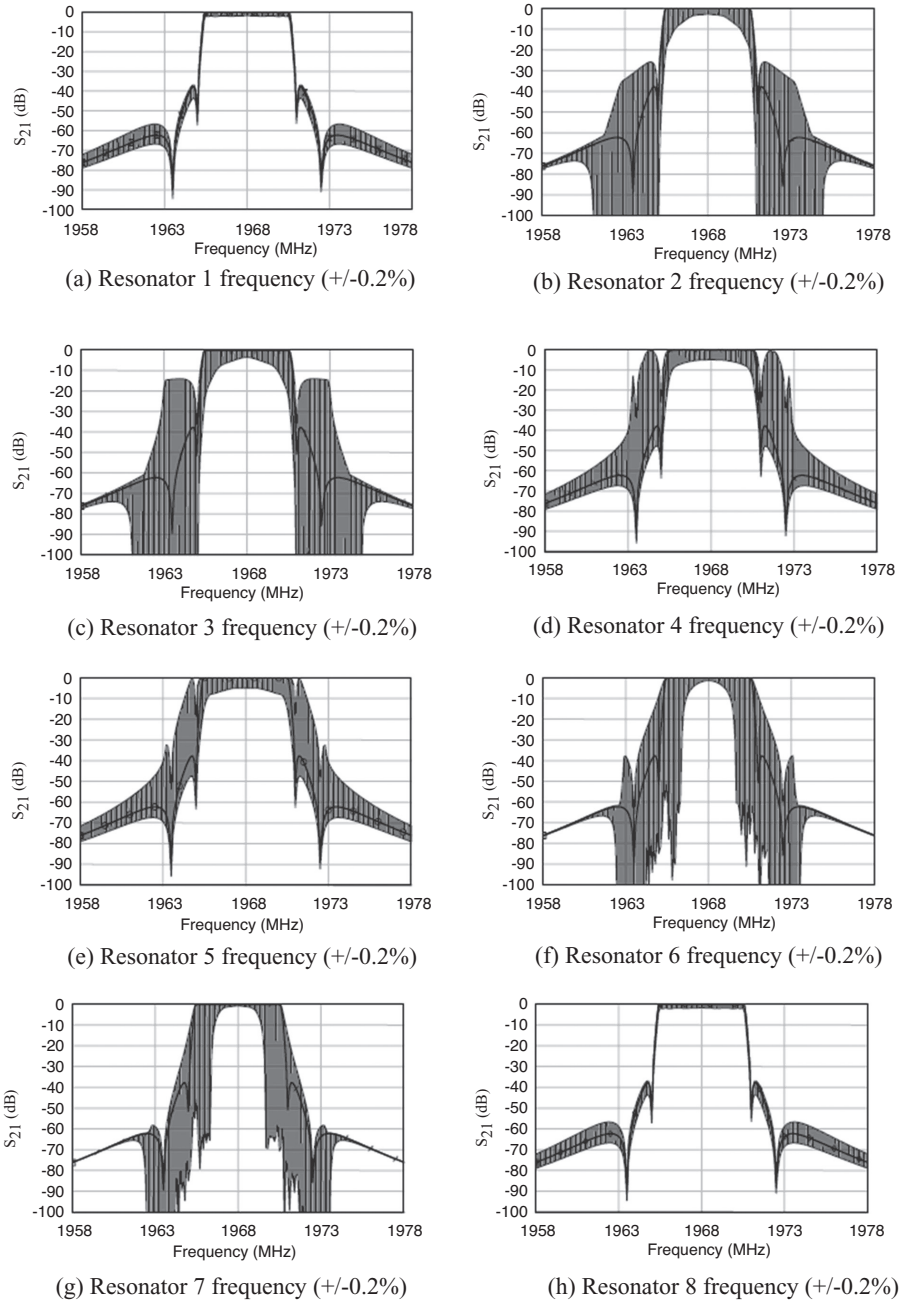 0
-10
-20
-30
-40
-50
-60
-70
-80
-90
-100
S21 (dB)
1958 1963 1968 1973 1978
Frequency (MHz)
(a) Resonator 1 frequency (+/-0.2%)
0
-10
-20
-30
-40
-50
-60
-70
-80
-90
-100
S21 (dB)
1958 1963 1968 1973 1978
Frequency (MHz)
(b) Resonator 2 frequency (+/-0.2%)
0
-10
-20
-30
-40
-50
-60
-70
-80
-90
-100
S21 (dB)
1958 1963 1968 1973 1978
Frequency (MHz)
(c) Resonator 3 frequency (+/-0.2%)
0
-10
-20
-30
-40
-50
-60
-70
-80
-90
-100
S21 (dB)
1958 1963 1968 1973 1978
Frequency (MHz)
(d) Resonator 4 frequency (+/-0.2%)
0
-10
-20
-30
-40
-50
-60
-70
-80
-90
-100
S21 (dB)
1958 1963 1968 1973 1978
Frequency (MHz)
(e) Resonator 5 frequency (+/-0.2%)
0
-10
-20
-30
-40
-50
-60
-70
-80
-90
-100
S21 (dB)
1958 1963 1968 1973 1978
Frequency (MHz)
(f) Resonator 6 frequency (+/-0.2%)
0
-10
-20
-30
-40
-50
-60
-70
-80
-90
-100
S21 (dB)
1958 1963 1968 1973 1978
Frequency (MHz)
(g) Resonator 7 frequency (+/-0.2%)
0
-10
-20
-30
-40
-50
-60
-70
-80
-90
-100
S21 (dB)
1958 1963 1968 1973 1978
Frequency (MHz)
(h) Resonator 8 frequency (+/-0.2%)